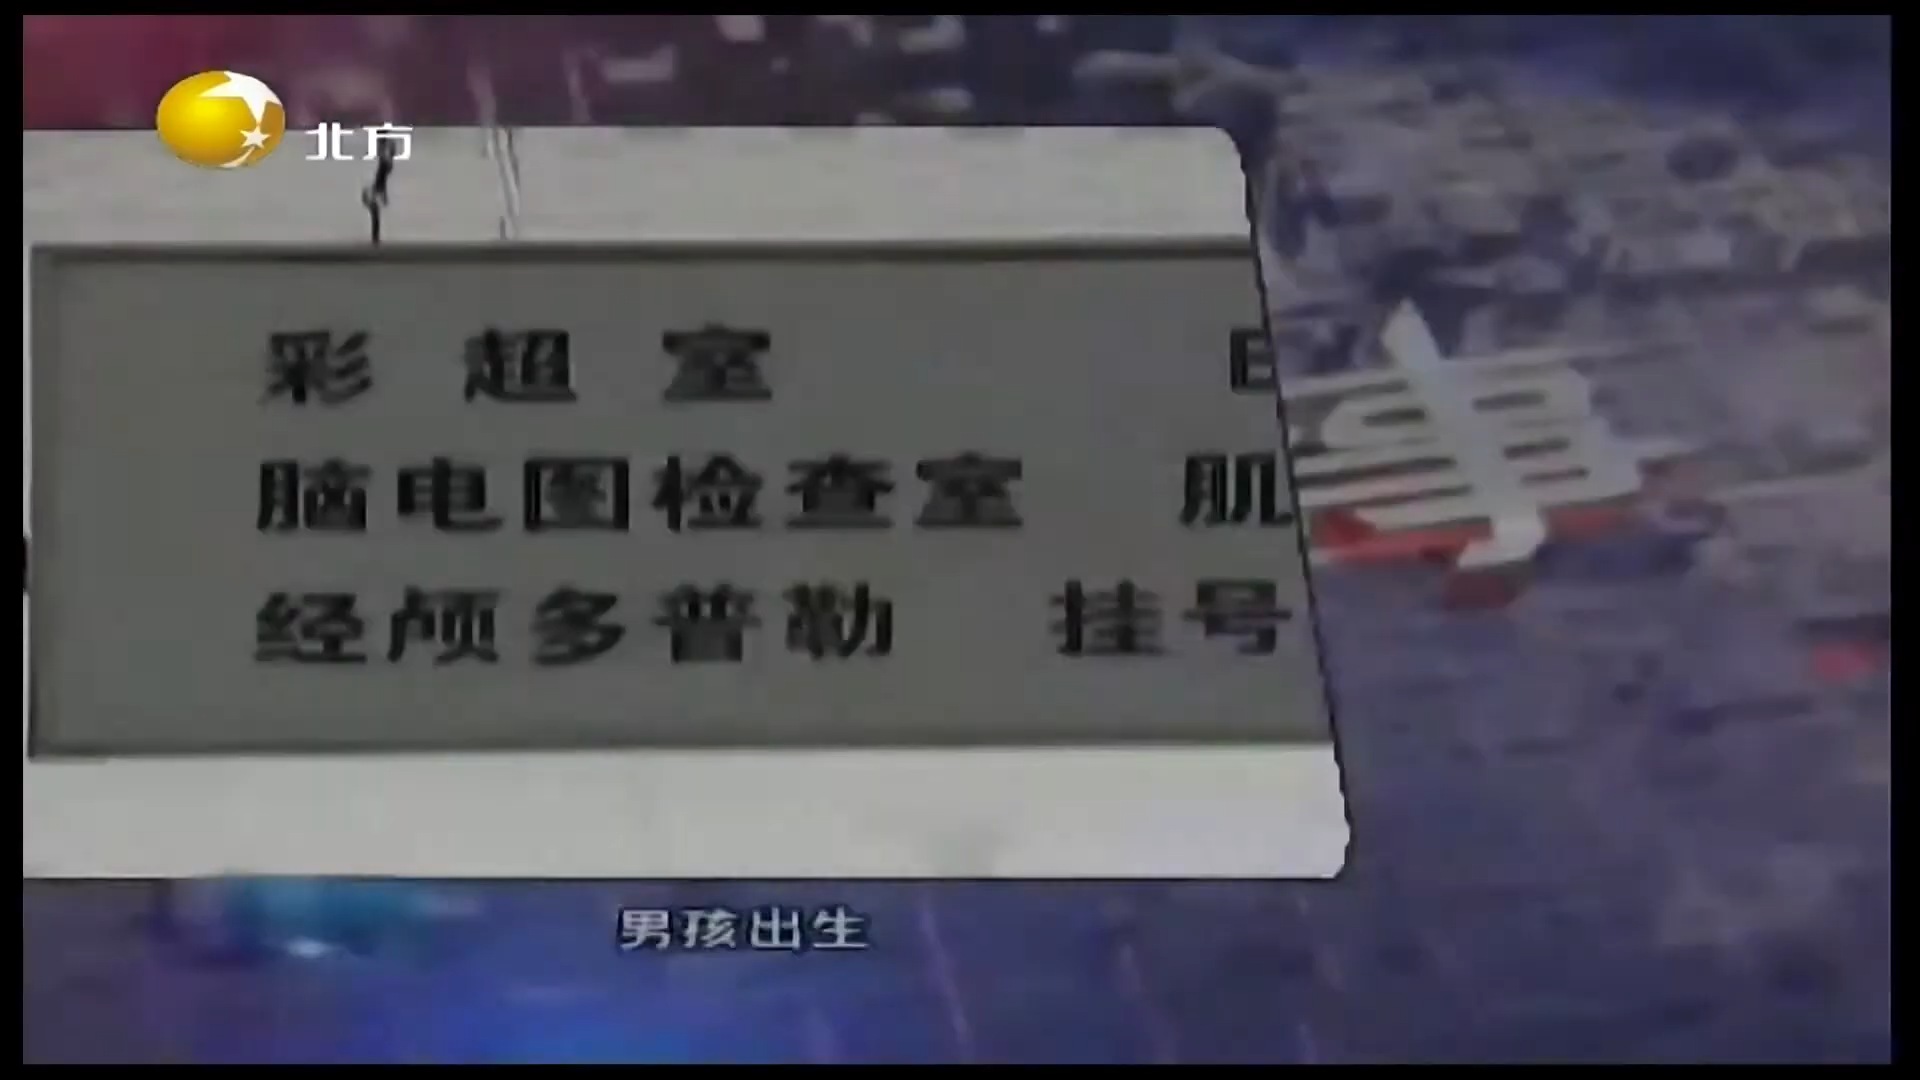 北方
彩超室
脑电图检查室 肌
经颅多普勒 挂号
事
男孩出生